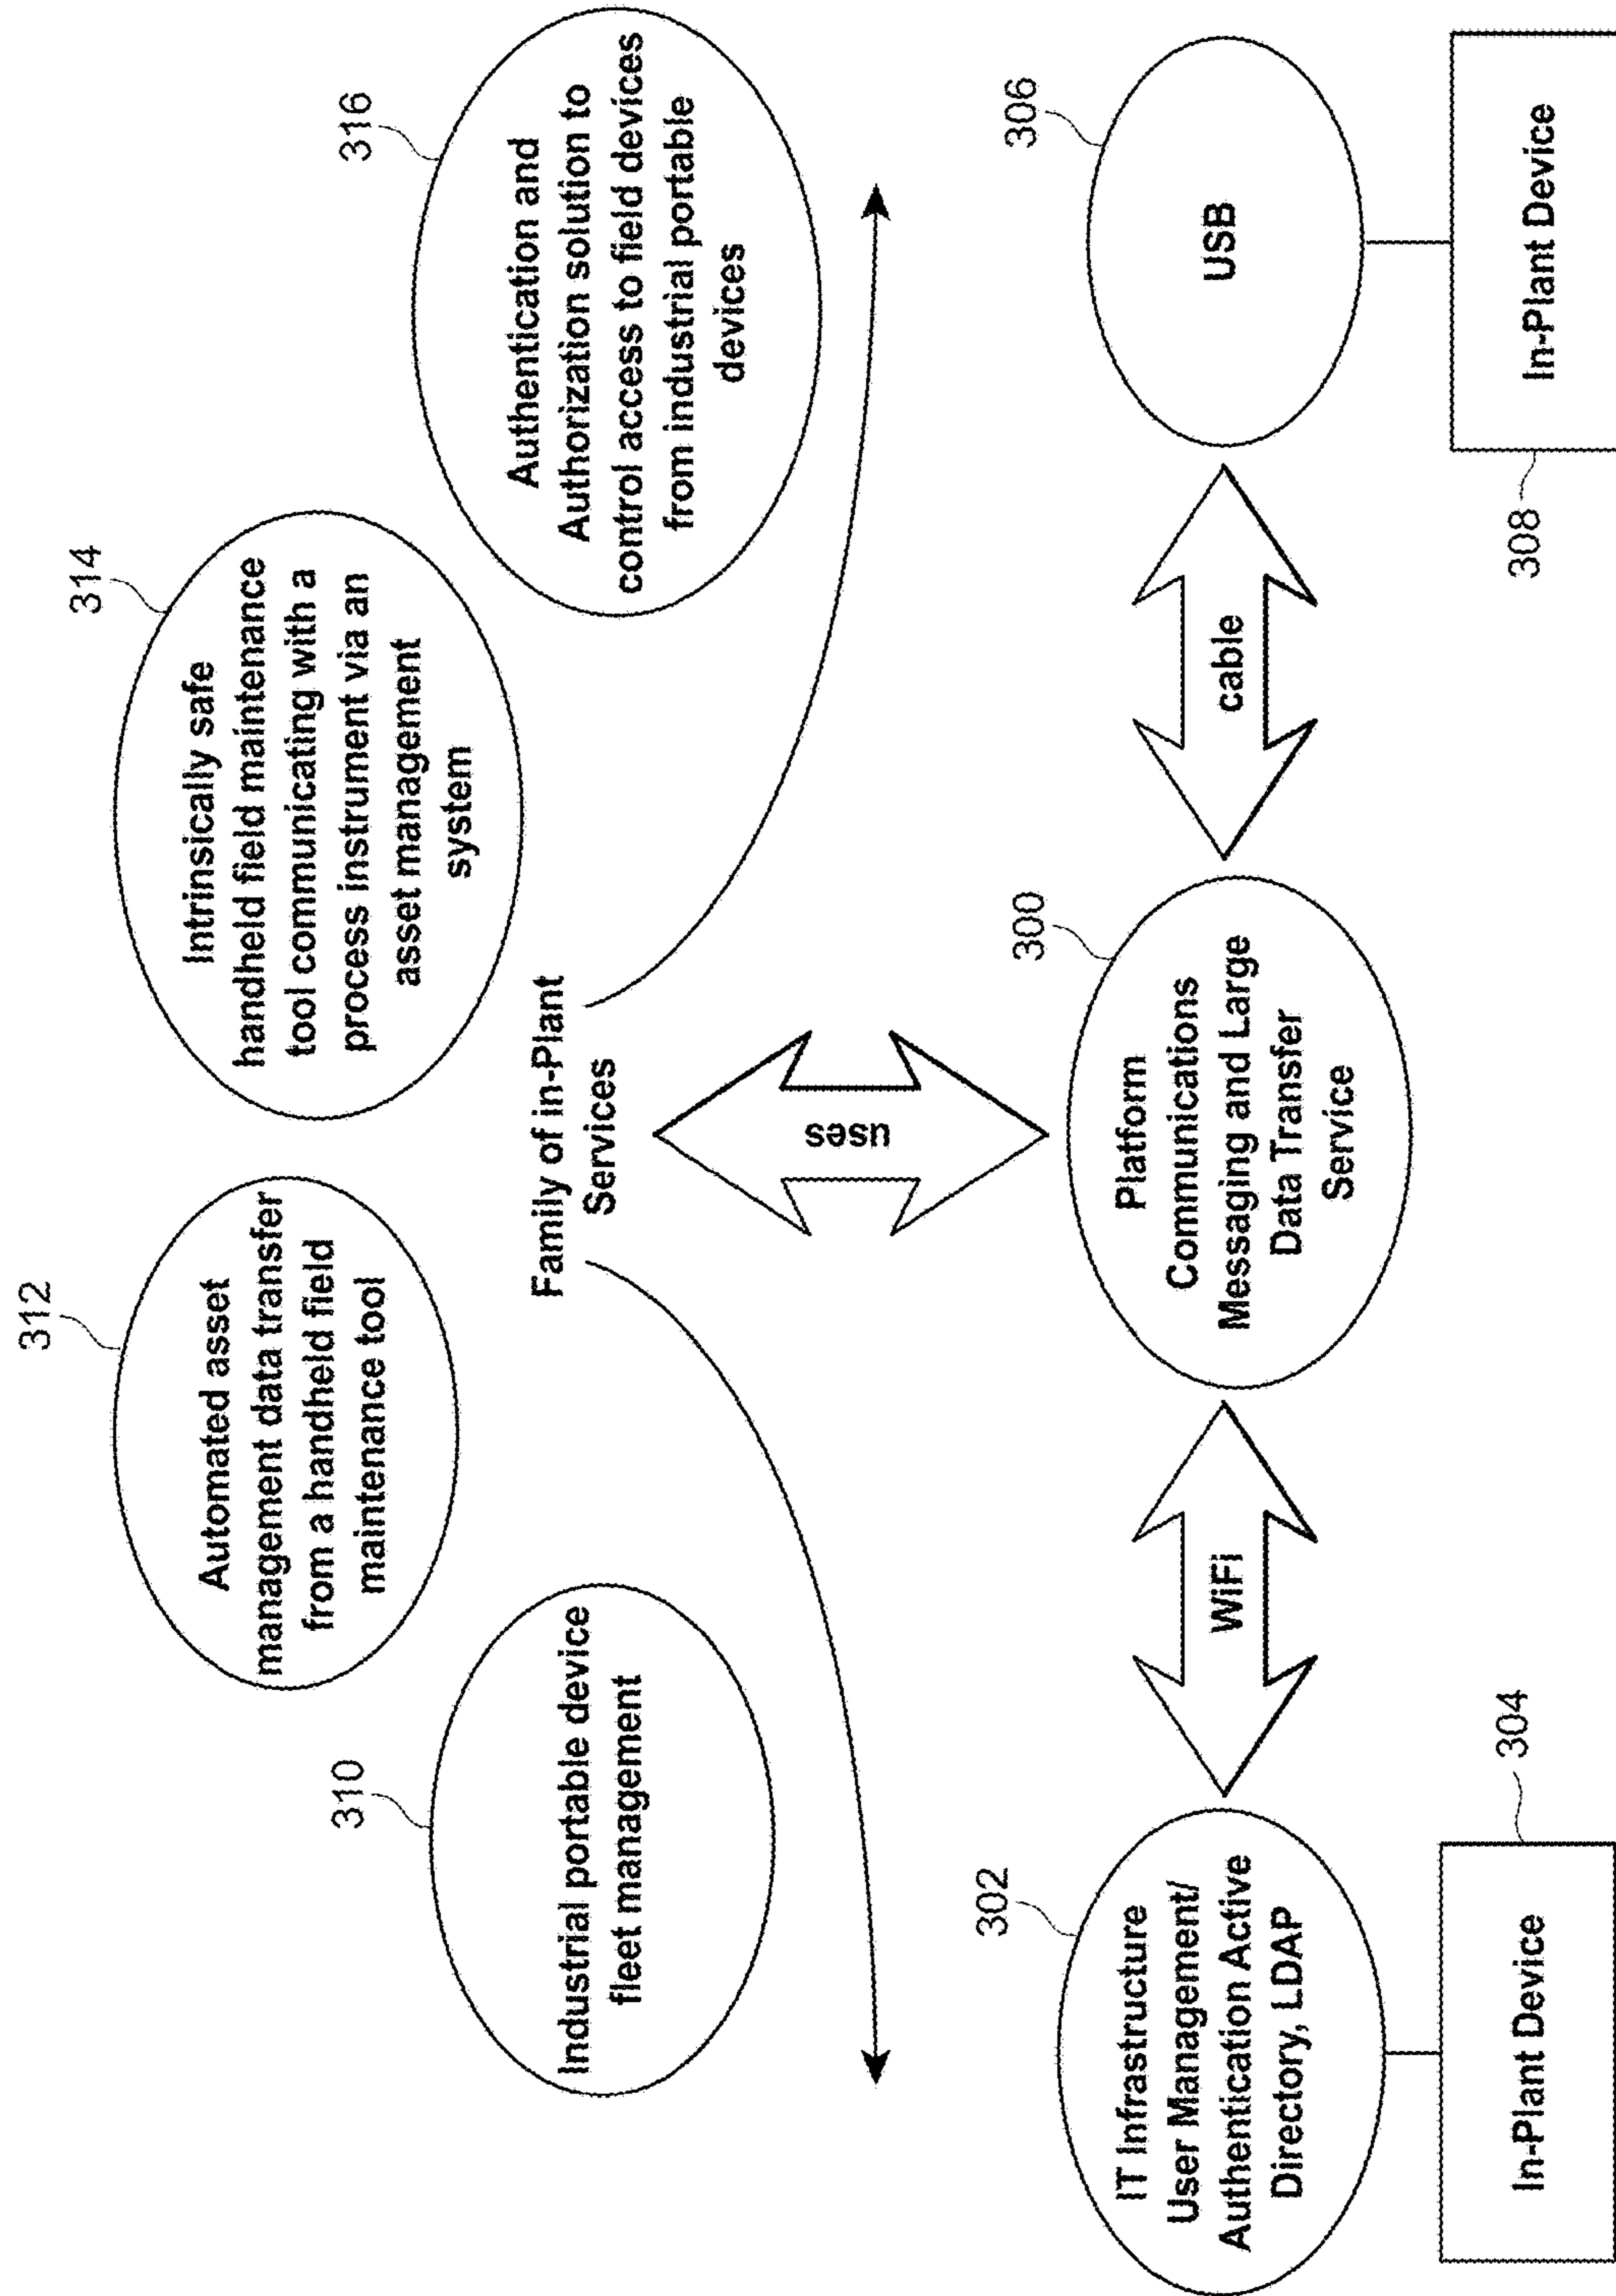 312
Automated asset
management data transfer
from a handheld field
maintenance tool
314
Intrinsically safe
handheld field maintenance
tool communicating with a
process instrument via an
asset management
system
310
Industrial portable device
fleet management
316
Authentication and
Authorization solution to
control access to field devices
from industrial portable
devices
Family of in-Plant
Services
uses
302
IT Infrastructure
User Management/
Authentication Active
Directory, LDAP
WiFi
300
Platform
Communications
Messaging and Large
Data Transfer
Service
cable
306
USB
304
In-Plant Device
308
In-Plant Device